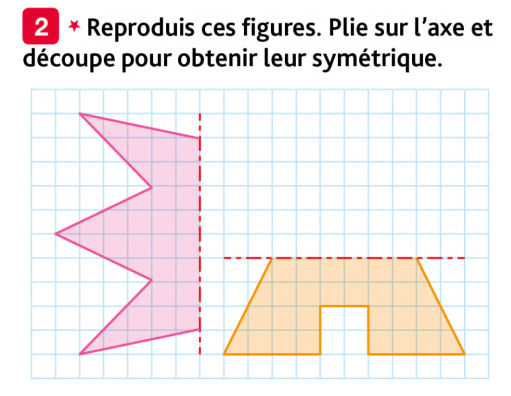 2 * Reproduis ces figures. Plie sur l'axe et
découpe pour obtenir leur symétrique.